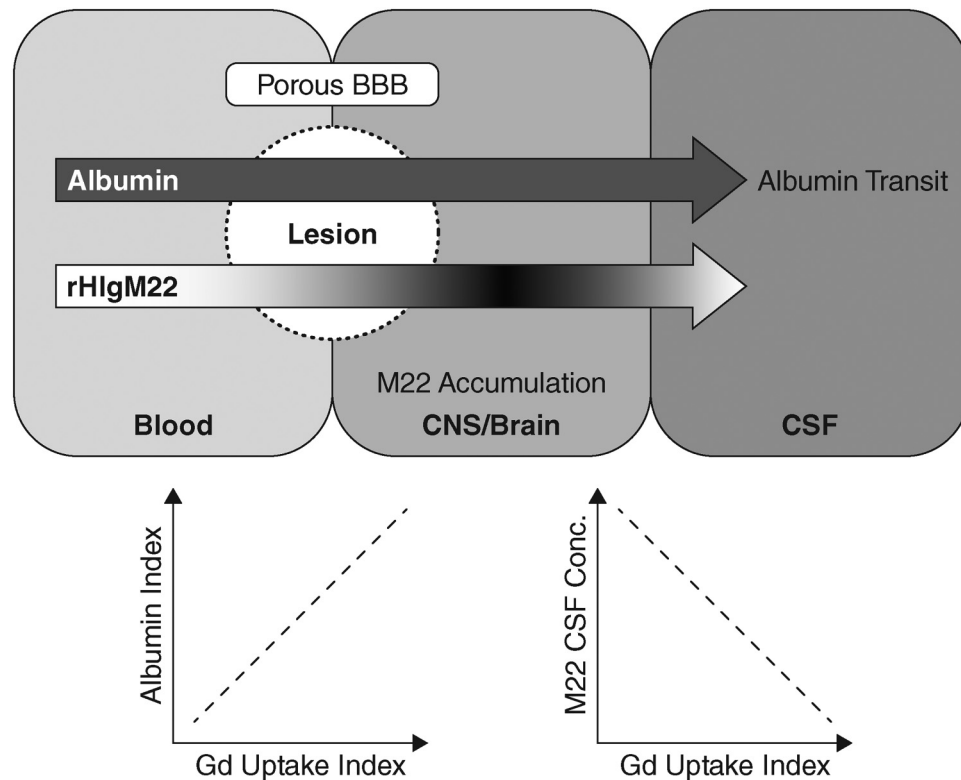 Porous BBB
Albumin
Albumin Transit
Lesion
rHIgM22
M22 Accumulation
Blood
CNS/Brain
CSF
Albumin Index
Gd Uptake Index
M22 CSF Conc.
Gd Uptake Index